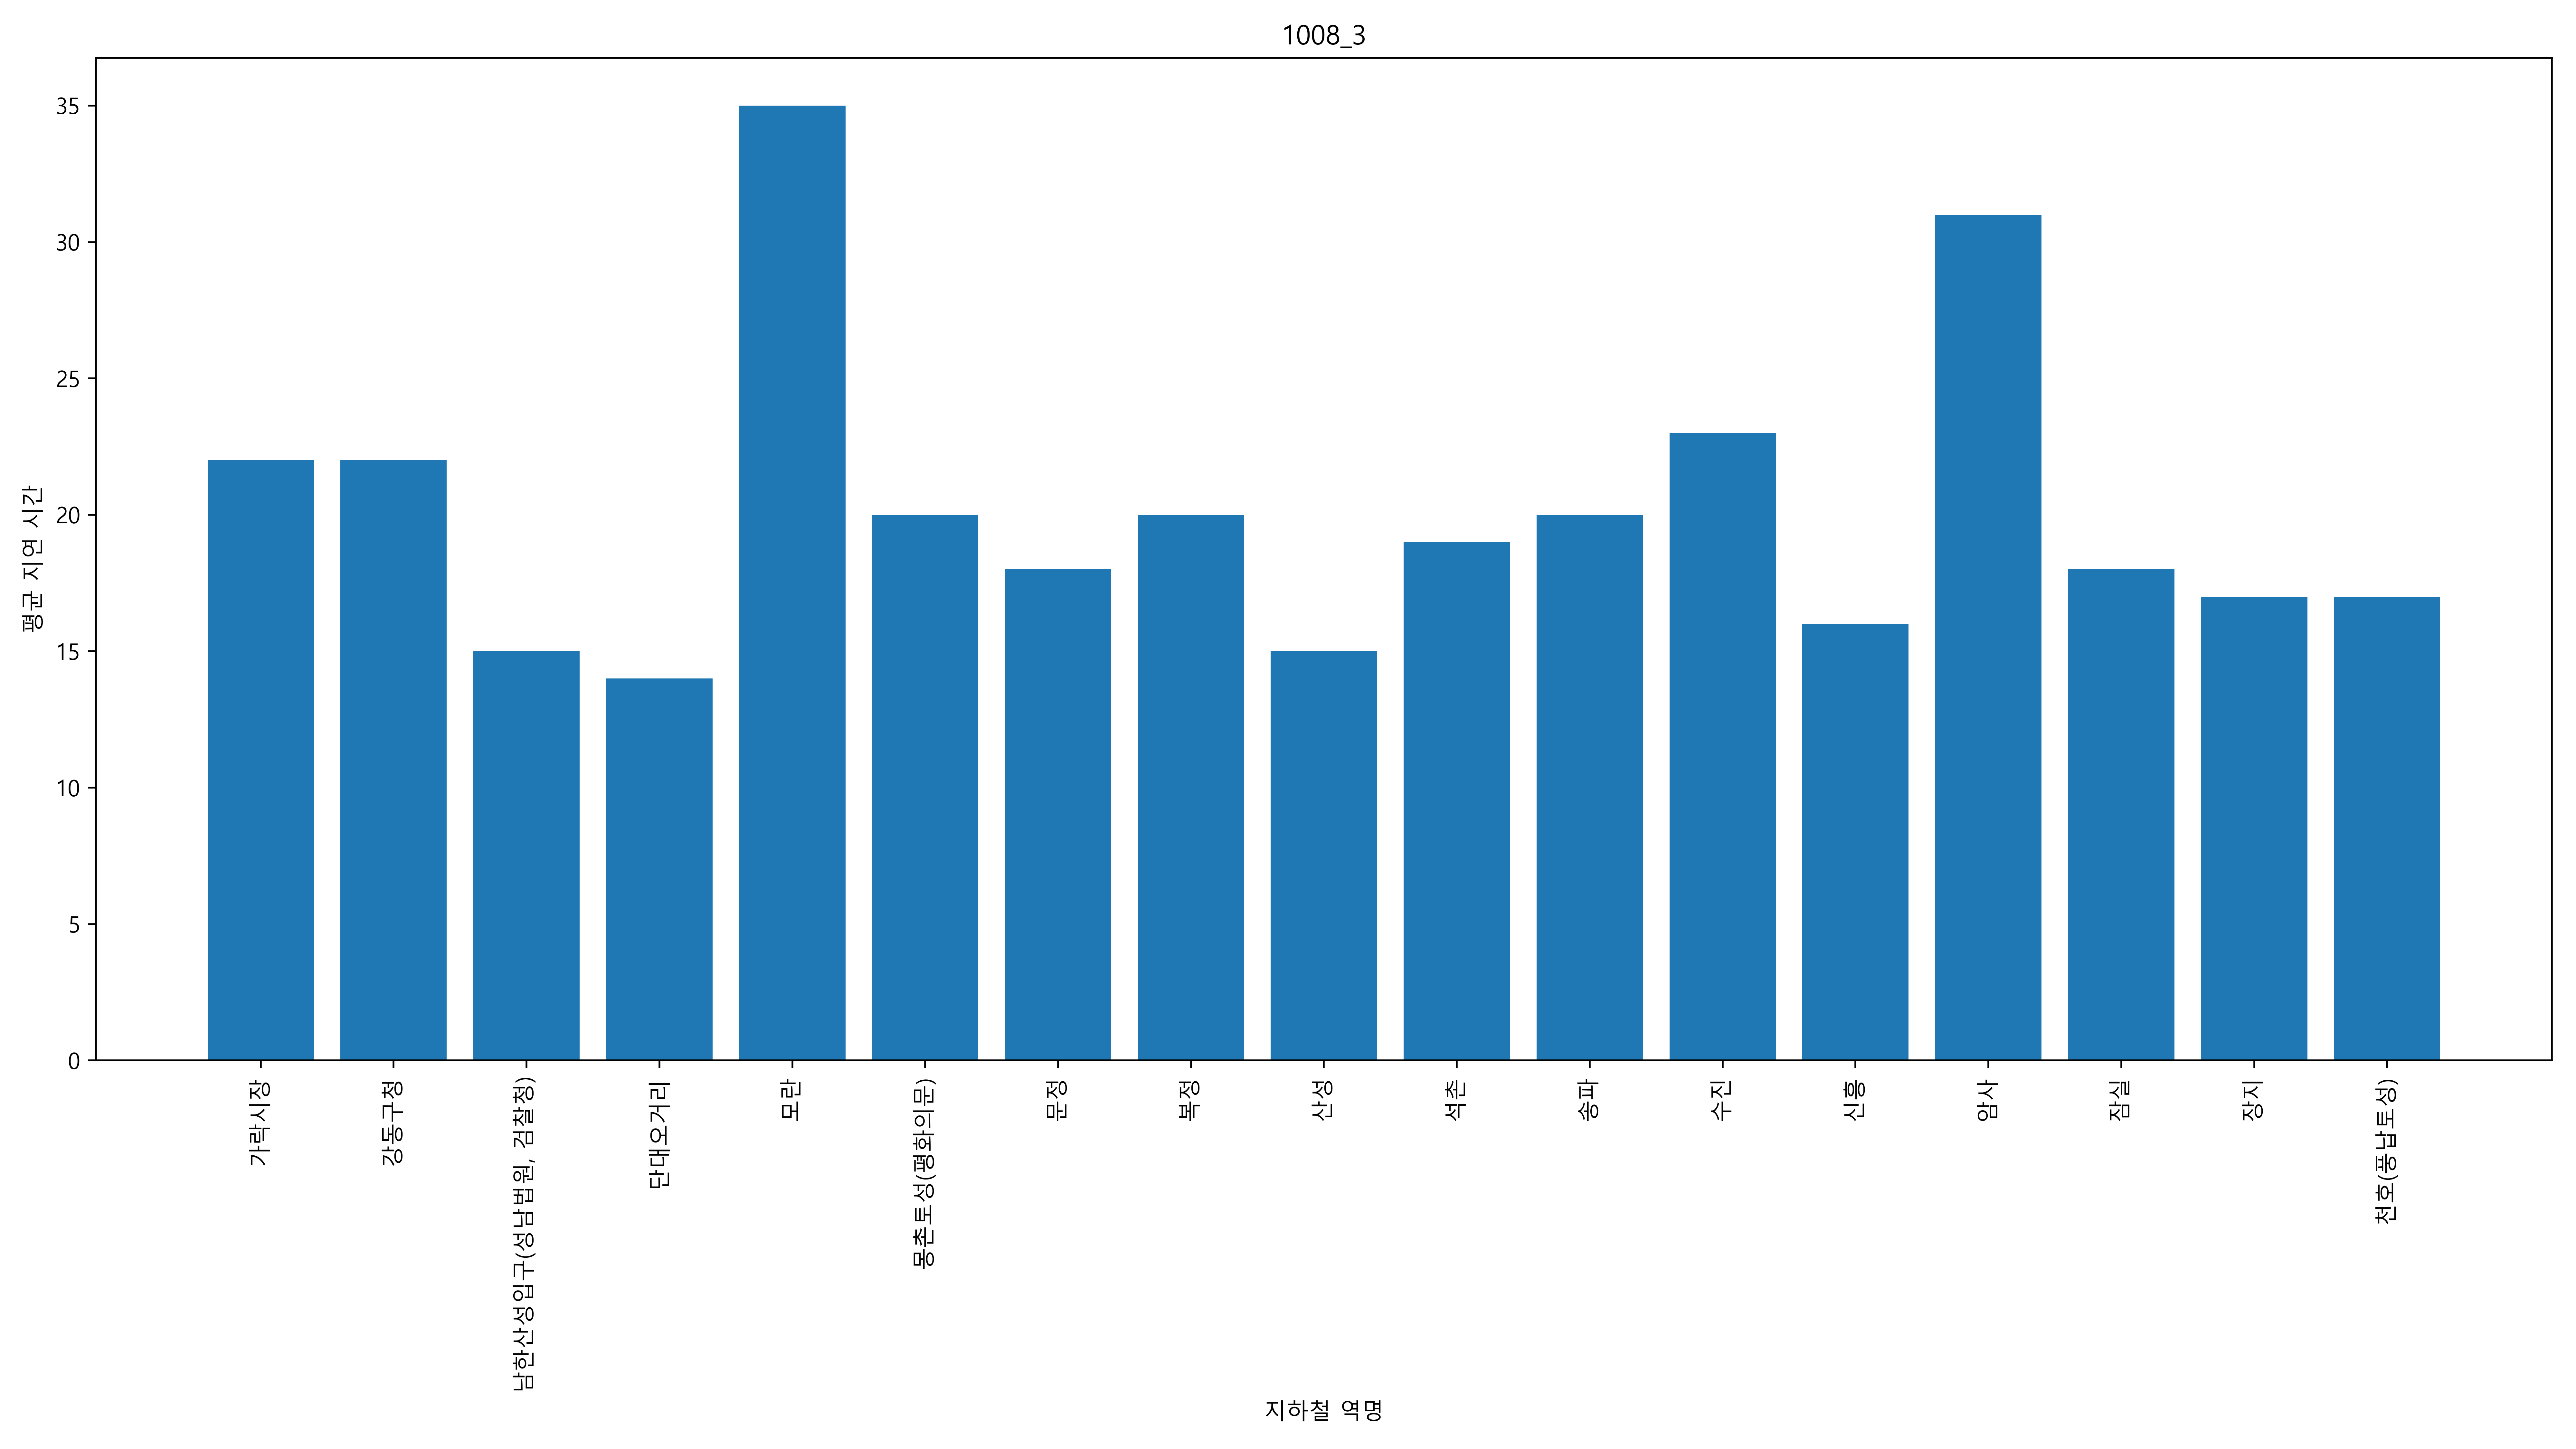 1008_3
평균 지연 시간
35
30
25
20
15
10
5
0
가락시장
강동구청
남한산성입구(성남법원, 검찰청)
단대오거리
모란
몽촌토성(평화의문)
문정
복정
산성
석촌
송파
수진
신흥
암사
잠실
장지
천호(풍납토성)
지하철 역명